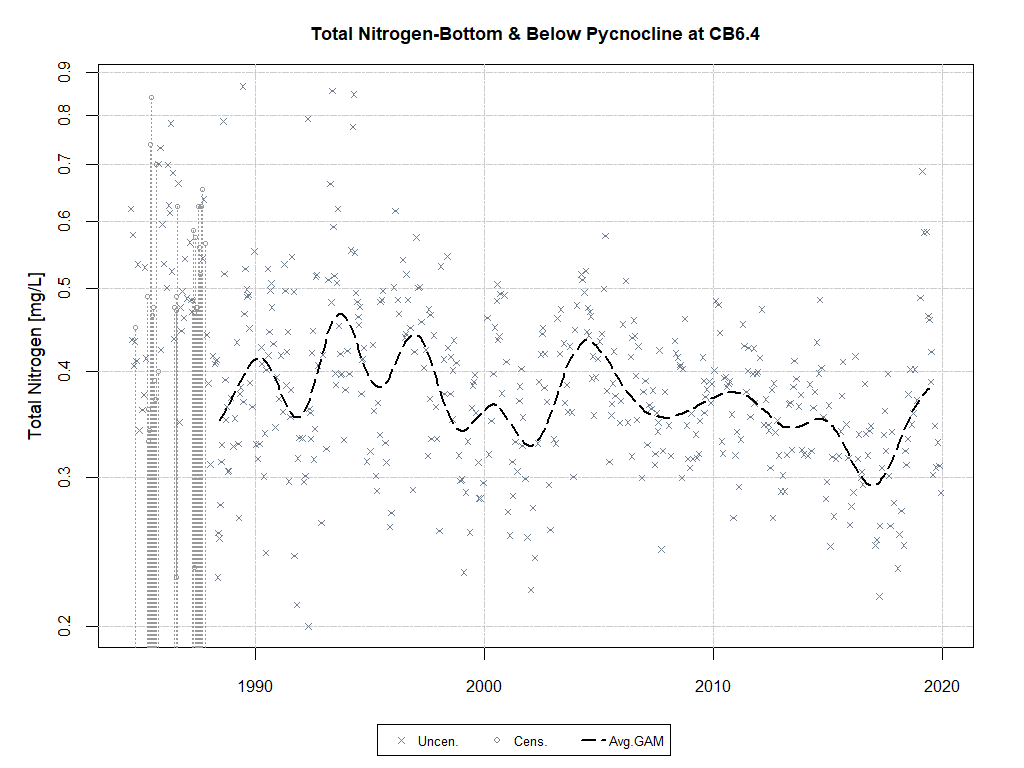 Total Nitrogen-Bottom & Below Pycnocline at CB6.4
Total Nitrogen [mg/L]
0.9
0.8
0.7
0.6
0.5
0.4
0.3
0.2
1990 2000 2010 2020
Uncen. Cens. Avg.GAM